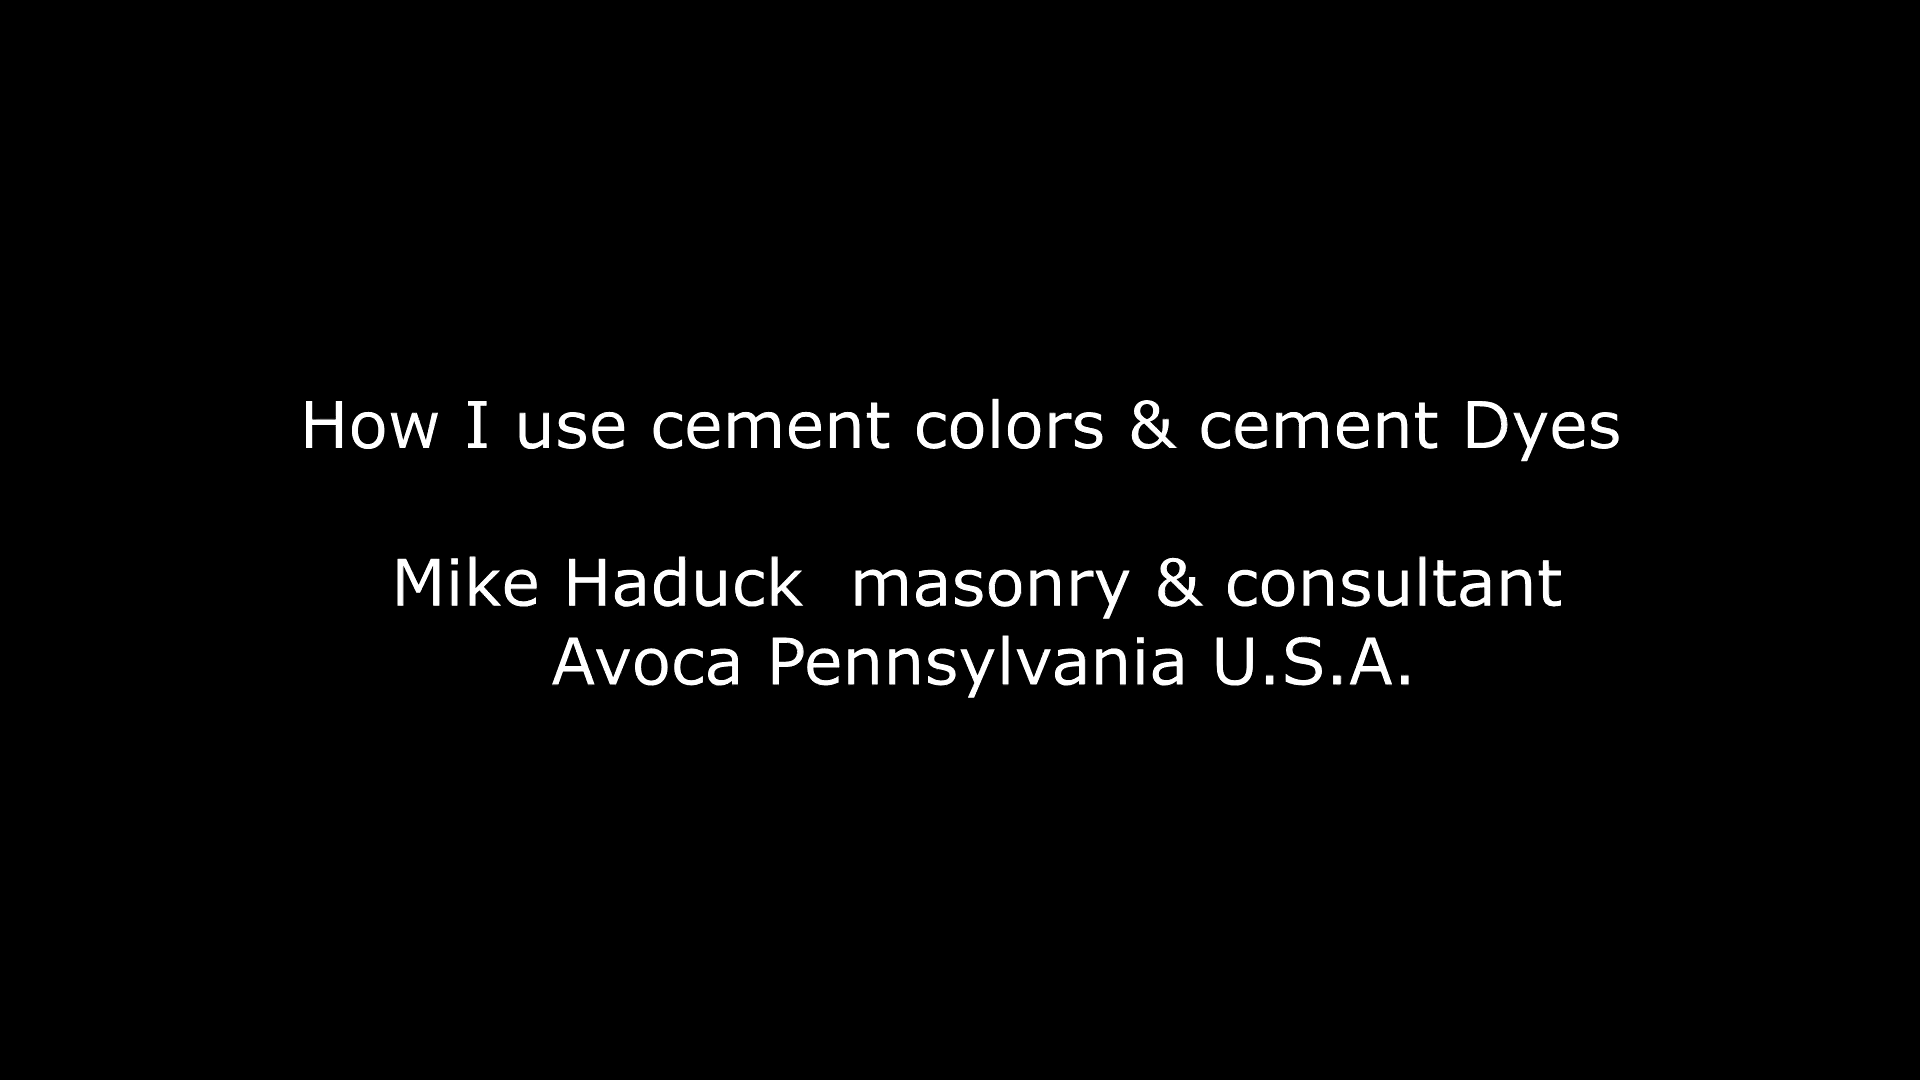 How I use cement colors & cement Dyes
Mike Haduck  masonry & consultant
Avoca Pennsylvania U.S.A.